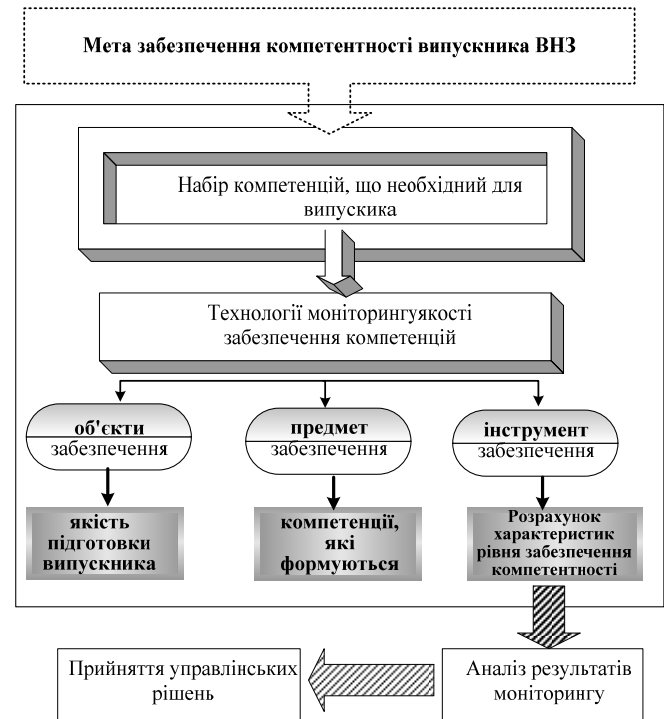 Мета забезпечення компетентності випускника ВНЗ
Набір компетенцій, що необхідний для
випускика
Технології моніторингуякості
забезпечення компетенцій
об'єкти
забезпечення
предмет
забезпечення
інструмент
забезпечення
якість
підготовки
випускника
компетенції,
які
формуються
Розрахунок
характеристик
рівня забезпечення
компетентності
Прийняття управлінських
рішень
Аналіз результатів
моніторингу